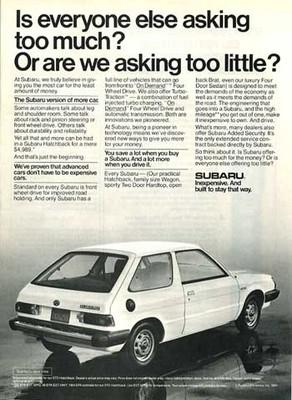 Is everyone else asking
too much?
Or are we asking too little?
At Subaru, we truly believe in giv-
ing you the most car for the least
amount of money.
The Subaru version of more car.
Some automakers talk about leg
and shoulder room. Some talk
about rack and pinion steering or
front wheel drive. Others talk
about durability and reliability.
Yet all that and more can be had
in a Subaru Hatchback for a mere
$4,989.*
And that's just the beginning.
We've proven that advanced
cars don't have to be expensive
cars.
Standard on every Subaru is front
wheel drive for improved road
holding. And only Subaru has a
full line of vehicles that can go
from front to "On Demand"™ Four
Wheel Drive. We also offer Turbo-
Traction™ — a combination of fuel
injected turbo charging, "On
Demand" Four Wheel Drive and
automatic transmission. Both are
innovations we pioneered.
At Subaru, being a pioneer in
technology means we've discov-
ered new ways to give you more
for your money.
You save a lot when you buy
a Subaru. And a lot more
when you drive it.
Every Subaru — (Our practical
Hatchback, family size Wagon,
sporty Two Door Hardtop, open
back Brat, even our luxury Four
Door Sedan) is designed to meet
the demands of the economy as
well as it meets the demands of
the road. The engineering that
goes into a Subaru, and the high
mileage** you get out of one, make
it inexpensive to own. And drive.
What's more, many dealers also
offer Subaru Added Security. It's
the only extended service con-
tract backed directly by Subaru.
So think about it. Is Subaru offer-
ing too much for the money? Or is
everyone else offering too little?
SUBARU.
Inexpensive. And
built to stay that way.
SUBARU